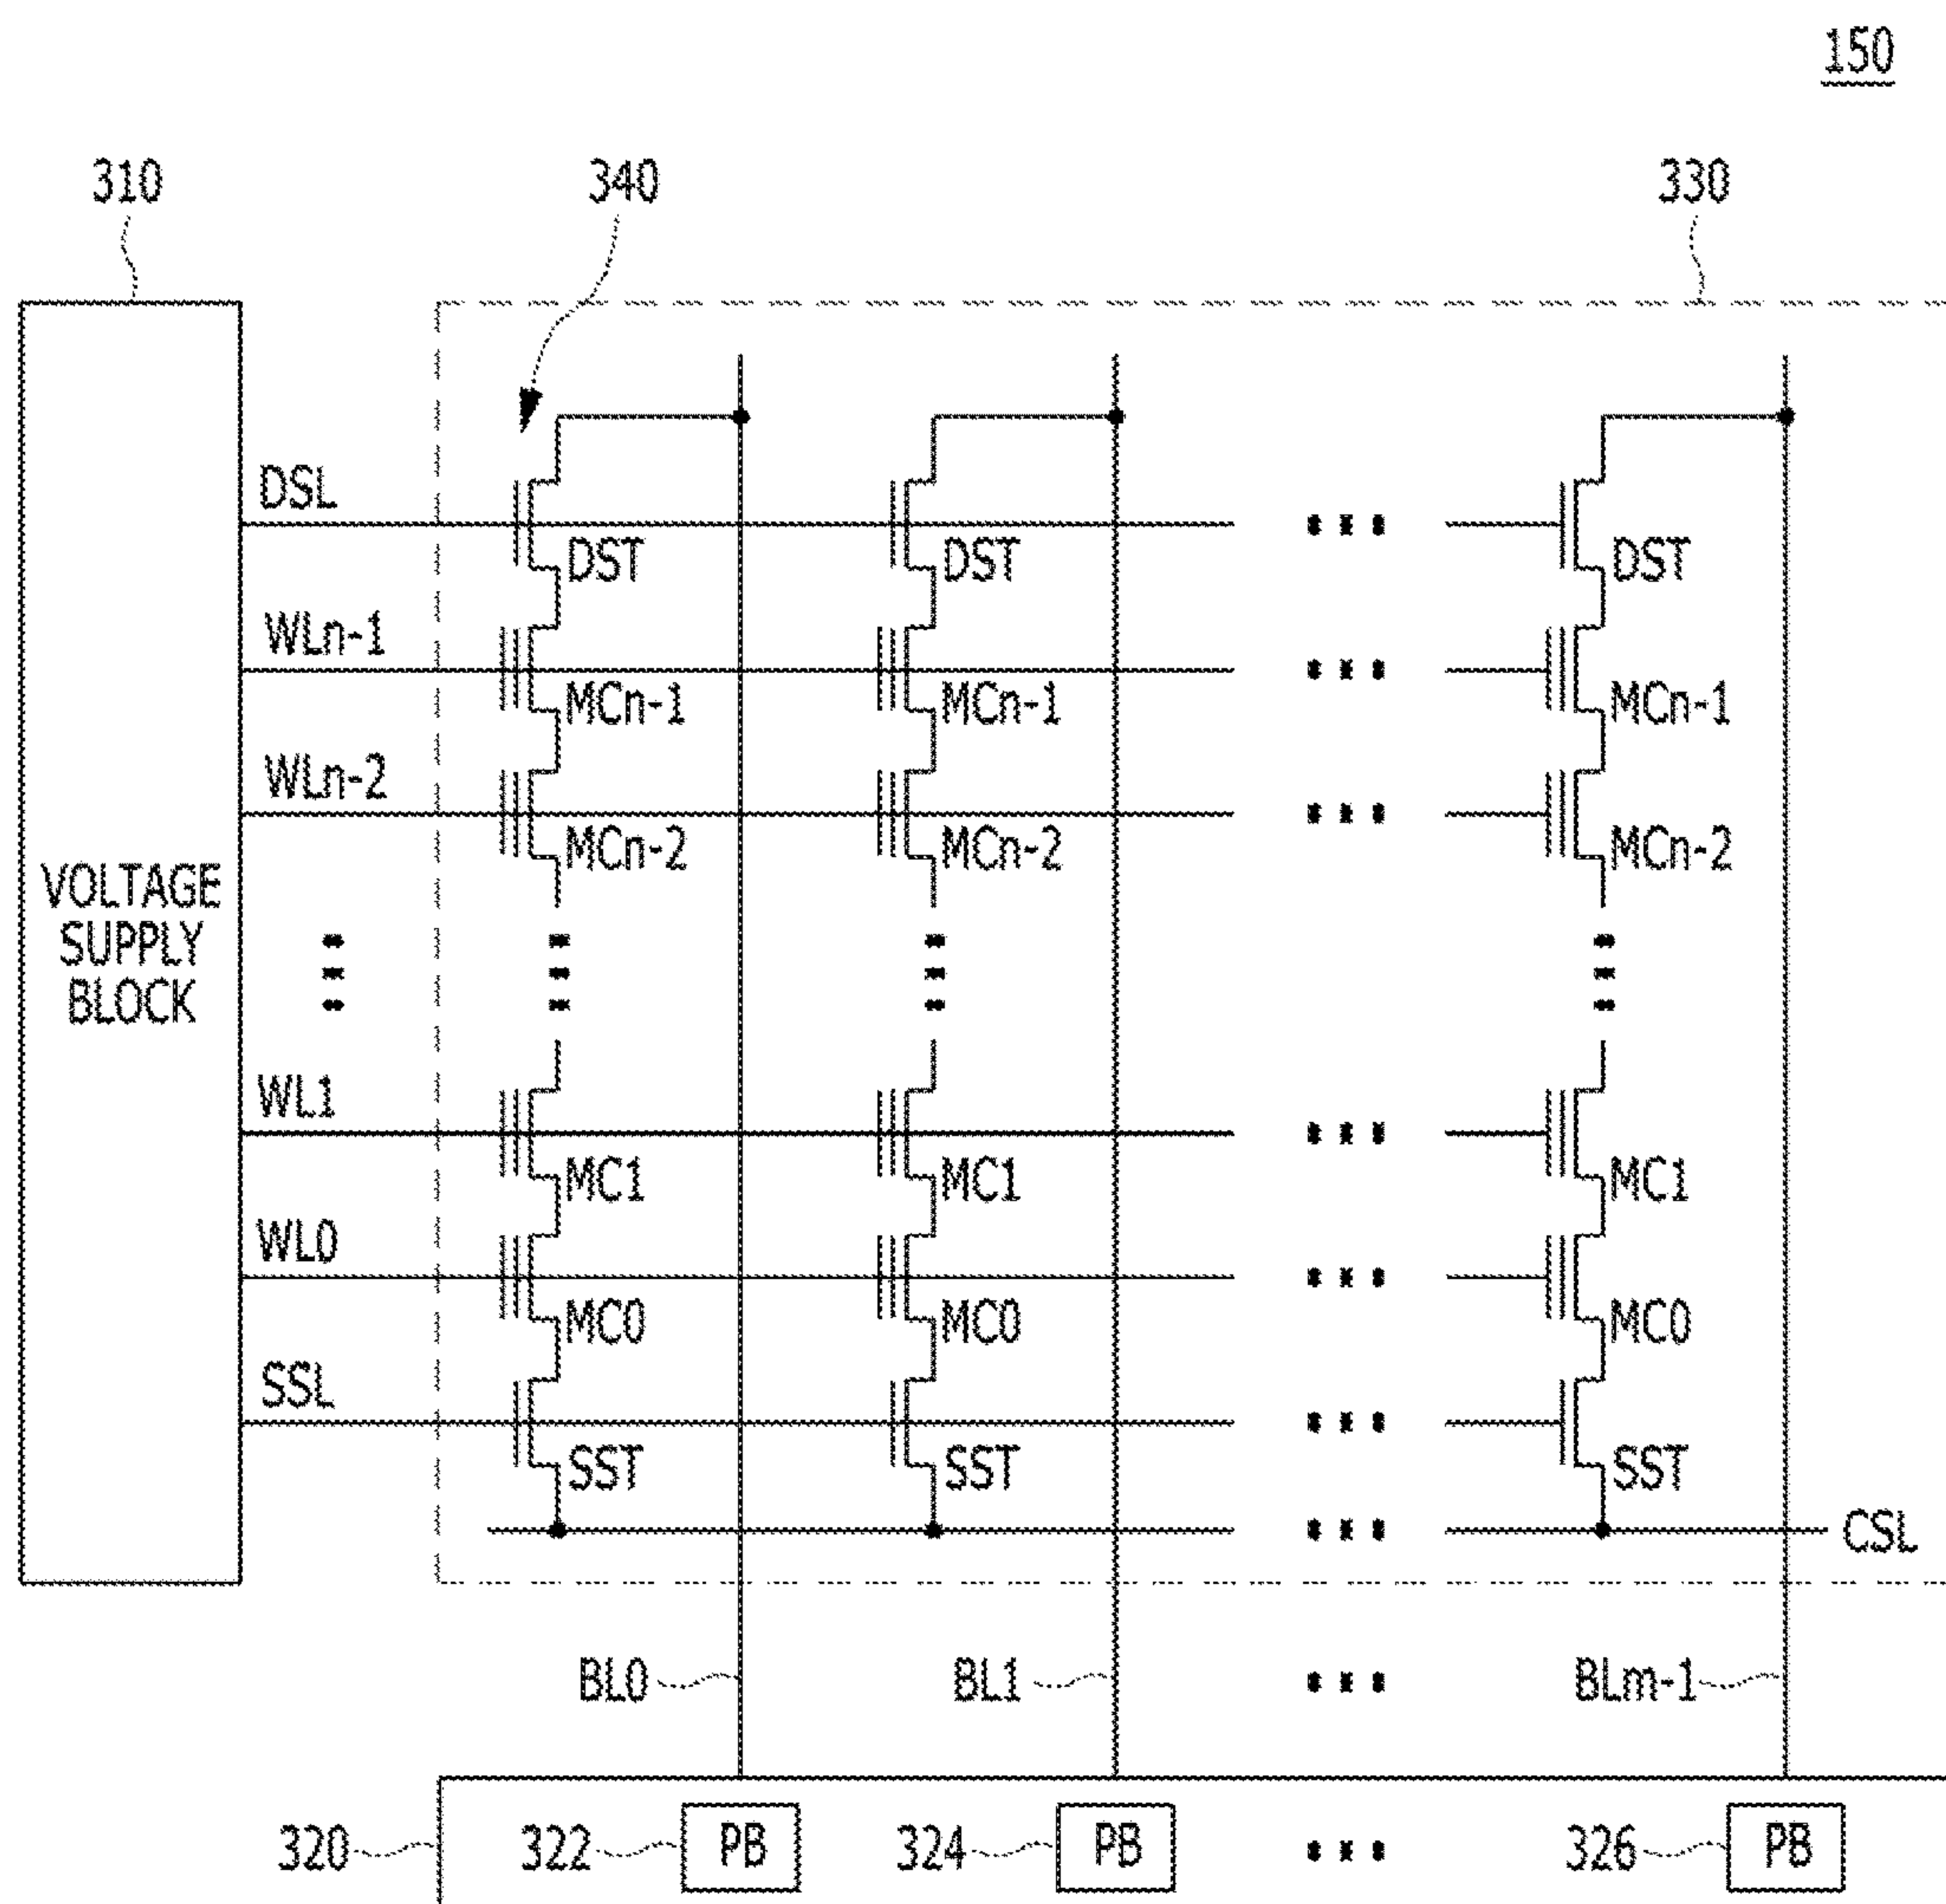 150
310 340 330
DSL
DST DST DST
WLn-1
MCn-1 MCn-1 MCn-1
WLn-2
MCn-2 MCn-2 MCn-2
VOLTAGE
SUPPLY
BLOCK
WL1
MC1 MC1 MC1
WL0
MC0 MC0 MC0
SSL
SST SST SST
CSL
BL0 BL1 BLm-1
320 322 PB 324 PB 326 PB